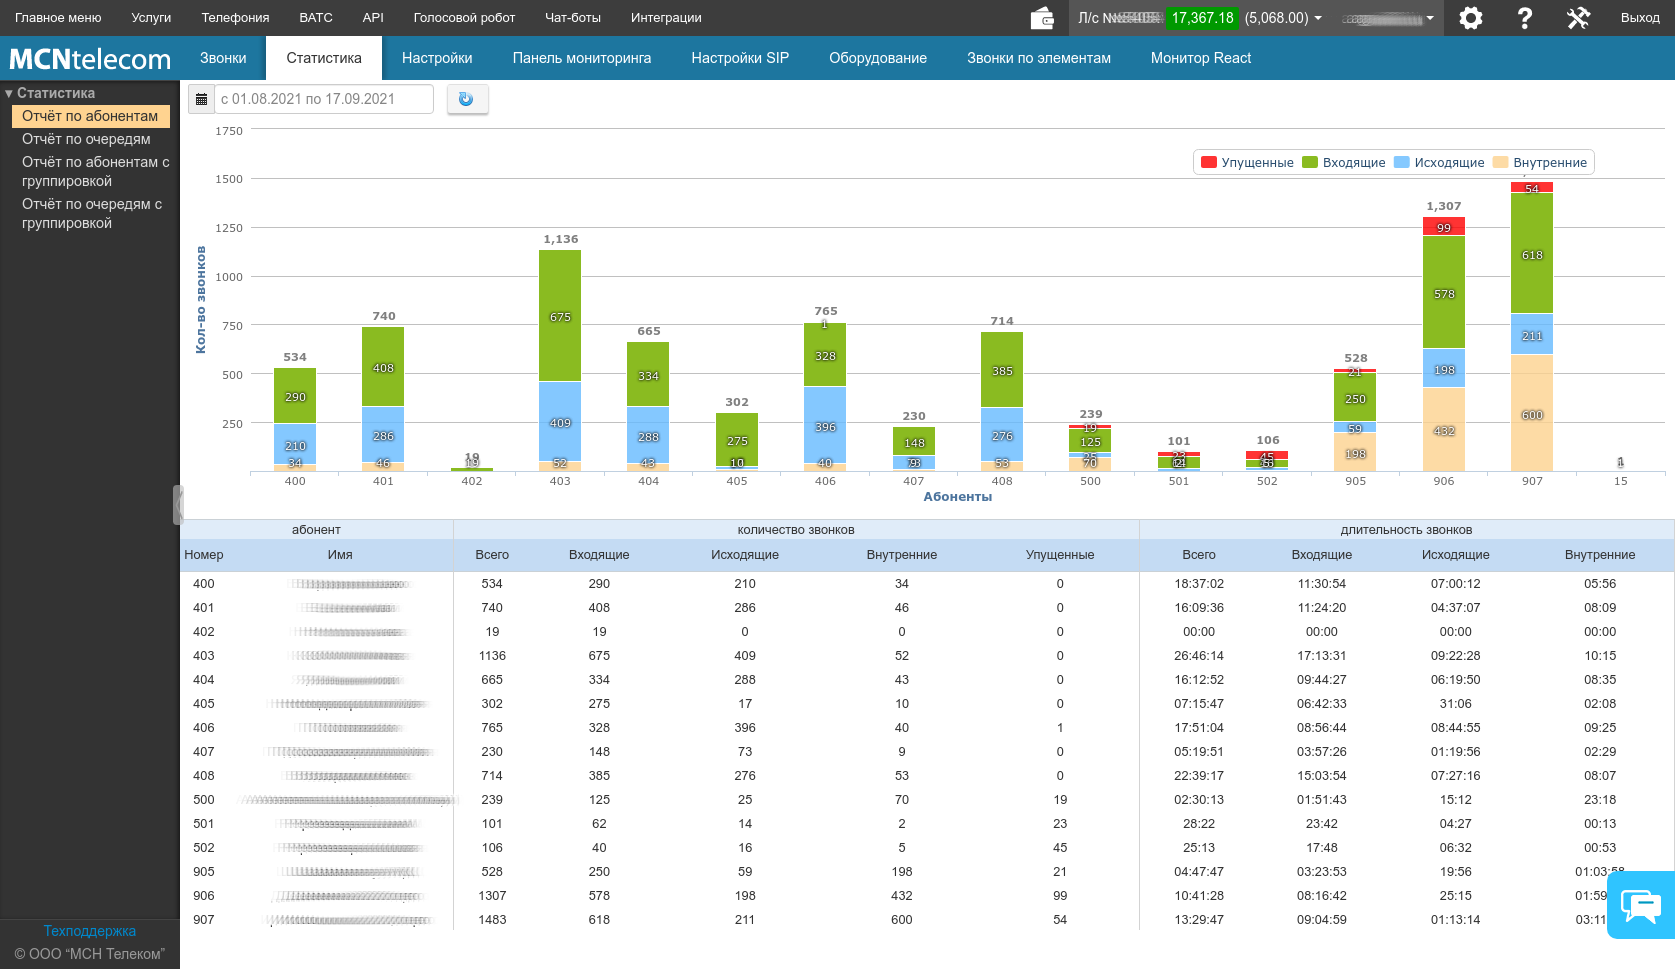 Главное меню Услуги Телефония ВАТС API Голосовой робот Чат-боты Интеграции Л/с № 17,367.18 (5,068.00) Выход
MCNtelecom Звонки Статистика Настройки Панель мониторинга Настройки SIP Оборудование Звонки по элементам Монитор React
▾ Статистика
Отчёт по абонентам
Отчёт по очередям
Отчёт по абонентам с
группировкой
Отчёт по очередям с
группировкой
с 01.08.2021 по 17.09.2021
Кол-во звонков
1750
1500
1250
1000
750
500
250
Упущенные Входящие Исходящие Внутренние
534
290
210
34
740
408
286
46
19
1,136
675
409
52
665
334
288
43
302
275
10
765
1
328
396
40
230
148
714
385
276
53
239
19
125
25
70
101
23
106
45
528
21
250
59
198
1,307
99
578
198
432
54
618
211
600
1
400 401 402 403 404 405 406 407 408 500 501 502 905 906 907 15
Абоненты
абонент количество звонков длительность звонков
Номер Имя Всего Входящие Исходящие Внутренние Упущенные Всего Входящие Исходящие Внутренние
400 534 290 210 34 0 18:37:02 11:30:54 07:00:12 05:56
401 740 408 286 46 0 16:09:36 11:24:20 04:37:07 08:09
402 19 19 0 0 0 00:00 00:00 00:00 00:00
403 1136 675 409 52 0 26:46:14 17:13:31 09:22:28 10:15
404 665 334 288 43 0 16:12:52 09:44:27 06:19:50 08:35
405 302 275 17 10 0 07:15:47 06:42:33 31:06 02:08
406 765 328 396 40 1 17:51:04 08:56:44 08:44:55 09:25
407 230 148 73 9 0 05:19:51 03:57:26 01:19:56 02:29
408 714 385 276 53 0 22:39:17 15:03:54 07:27:16 08:07
500 239 125 25 70 19 02:30:13 01:51:43 15:12 23:18
501 101 62 14 2 23 28:22 23:42 04:27 00:13
502 106 40 16 5 45 25:13 17:48 06:32 00:53
905 528 250 59 198 21 04:47:47 03:23:53 19:56 01:03:58
906 1307 578 198 432 99 10:41:28 08:16:42 25:15 01:59
907 1483 618 211 600 54 13:29:47 09:04:59 01:13:14 03:11
Техподдержка
© ООО “МСН Телеком”